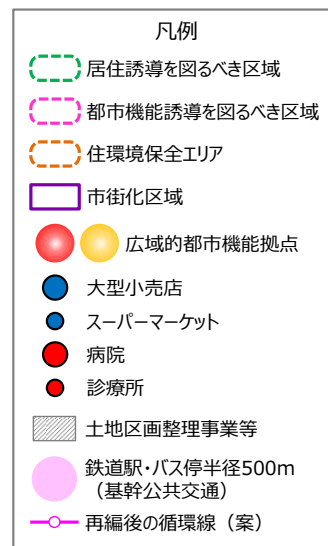 凡例
居住誘導を図るべき区域
都市機能誘導を図るべき区域
住環境保全エリア
市街化区域
広域的都市機能拠点
大型小売店
スーパーマーケット
病院
診療所
土地区画整理事業等
鉄道駅・バス停半径500m
（基幹公共交通）
再編後の循環線（案）